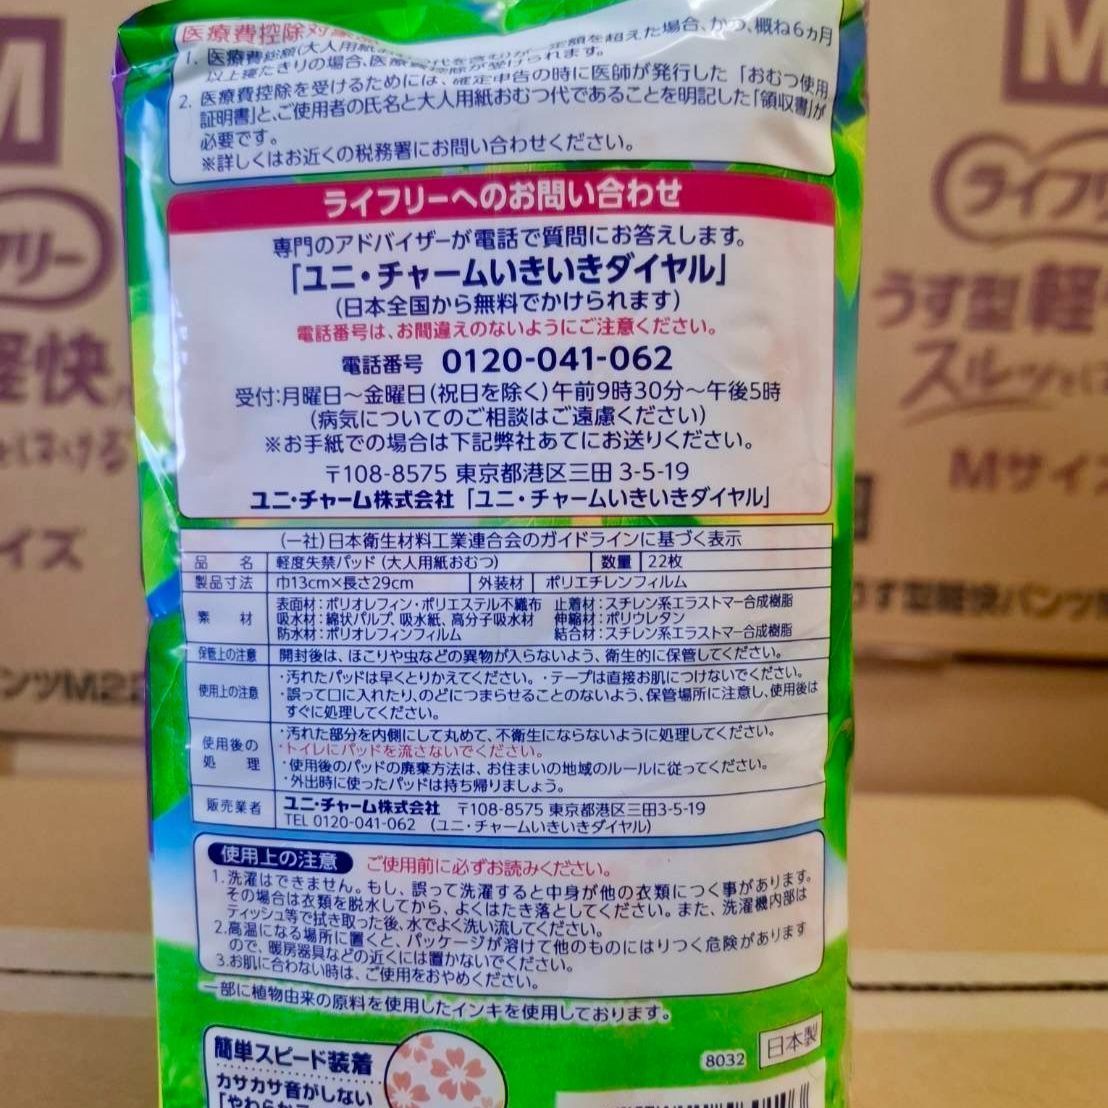 医療費控除対象
1. 医療費総額(大人用紙おむつ代を含む)が一定額を超えた場合、かつ、概ね6ヵ月
以上寝たきりの場合、医療費控除が受けられます。
2. 医療費控除を受けるためには、確定申告の時に医師が発行した「おむつ使用
証明書」と、ご使用者の氏名と大人用紙おむつ代であることを明記した「領収書」が
必要です。
※詳しくはお近くの税務署にお問い合わせください。
ライフリーへのお問い合わせ
専門のアドバイザーが電話で質問にお答えします。
「ユニ・チャームいきいきダイヤル」
(日本全国から無料でかけられます)
電話番号は、お間違えのないようにご注意ください。
電話番号 0120-041-062
受付:月曜日～金曜日(祝日を除く)午前9時30分～午後5時
(病気についてのご相談はご遠慮ください)
※お手紙での場合は下記弊社あてにお送りください。
〒108-8575 東京都港区三田 3-5-19
ユニ・チャーム株式会社「ユニ・チャームいきいきダイヤル」
(一社)日本衛生材料工業連合会のガイドラインに基づく表示
品 名 軽度失禁パッド(大人用紙おむつ) 数量 22枚
製品寸法 巾13cm×長さ29cm 外装材 ポリエチレンフィルム
素 材 表面材:ポリオレフィン・ポリエステル不織布 止着材:スチレン系エラストマー合成樹脂
吸水材:綿状パルプ、吸水紙、高分子吸水材 伸縮材:ポリウレタン
防水材:ポリオレフィンフィルム 結合材:スチレン系エラストマー合成樹脂
保管上の注意 開封後は、ほこりや虫などの異物が入らないよう、衛生的に保管してください。
使用上の注意 ・汚れたパッドは早くとりかえてください。・テープは直接お肌につけないでください。
・誤って口に入れたり、のどにつまらせることのないよう、保管場所に注意し、使用後は
すぐに処理してください。
使用後の処理 ・汚れた部分を内側にして丸めて、不衛生にならないように処理してください。
・トイレにパッドを流さないでください。
・使用後のパッドの廃棄方法は、お住まいの地域のルールに従ってください。
・外出時に使ったパッドは持ち帰りましょう。
販売業者 ユニ・チャーム株式会社 〒108-8575 東京都港区三田3-5-19
TEL 0120-041-062 (ユニ・チャームいきいきダイヤル)
使用上の注意 ご使用前に必ずお読みください。
1.洗濯はできません。もし、誤って洗濯すると中身が他の衣類につく事があります。
その場合は衣類を脱水してから、よくはたき落としてください。また、洗濯機内部は
ティッシュ等で拭き取った後、水でよく洗い流してください。
2.高温になる場所に置くと、パッケージが溶けて他のものにはりつく危険があります
ので、暖房器具などの近くには置かないでください。
3.お肌に合わない時は、ご使用をおやめください。
一部に植物由来の原料を使用したインキを使用しております。
簡単スピード装着
カサカサ音がしない
8032
日本製
M
フリー
軽快
イズ
ンツM22
M
ライフリ
うす型軽
スルッとは
Mサイズ
うす型軽快パンツM